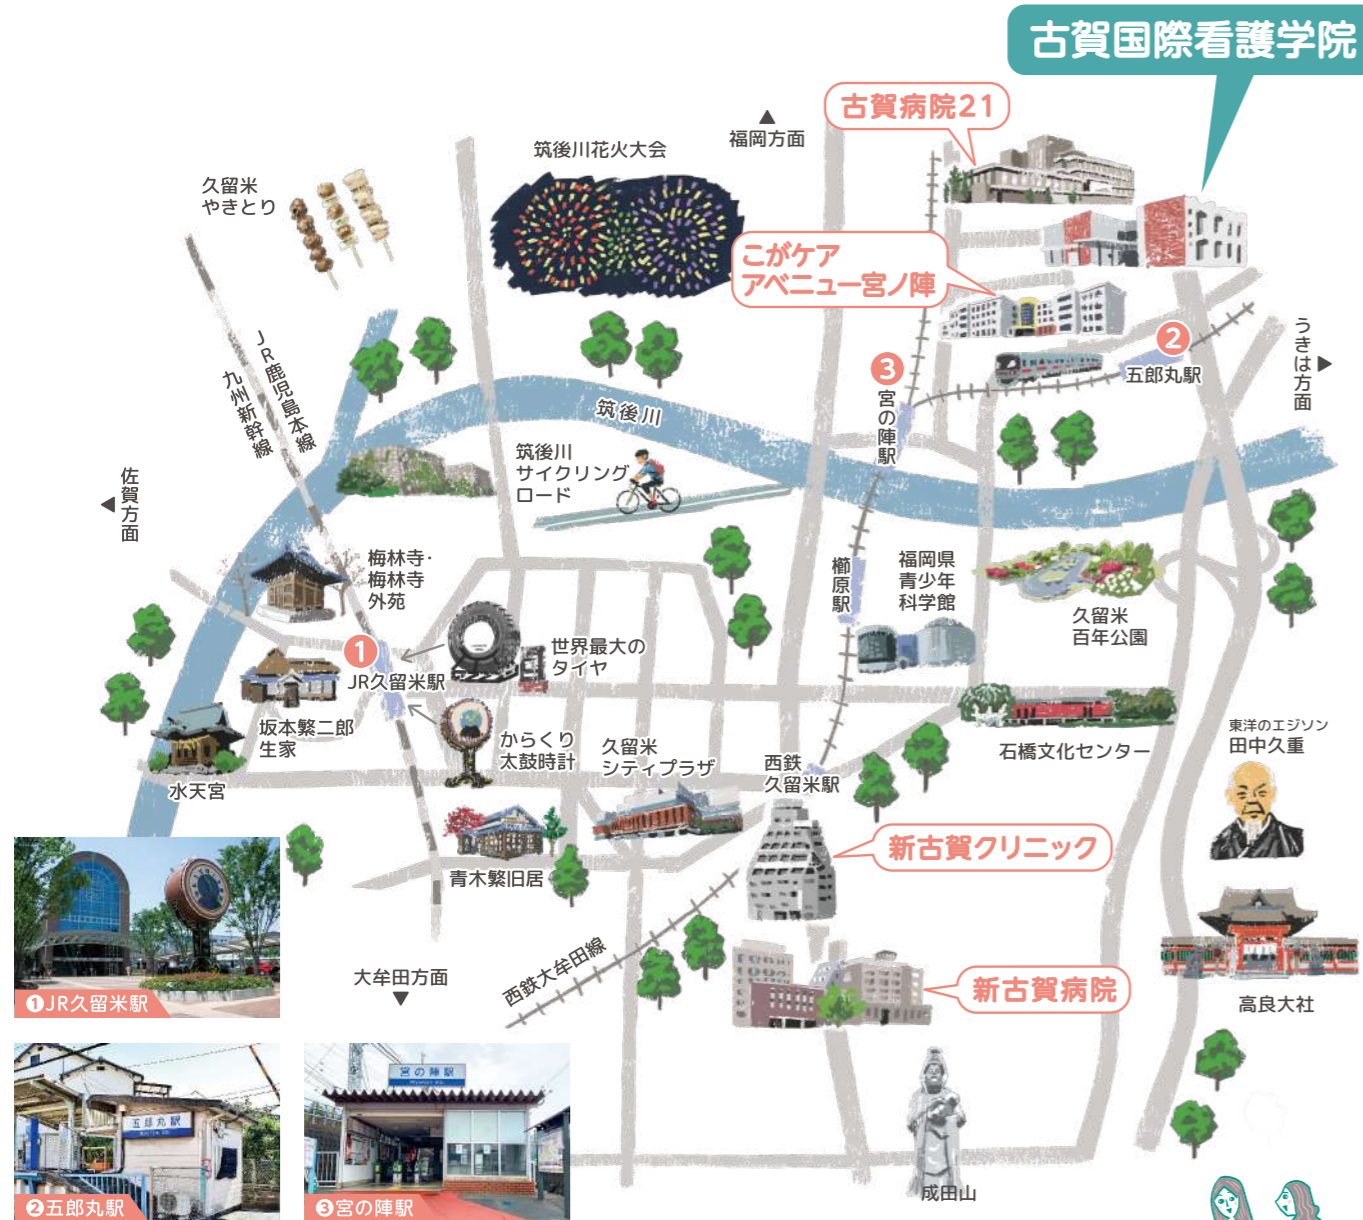 古賀国際看護学院
古賀病院21
▲
福岡方面
筑後川花火大会
久留米
やきとり
こがケア
アベニュー宮ノ陣
JR鹿児島本線
九州新幹線
2
五郎丸駅
うきは方面▶
3
宮の陣駅
筑後川
筑後川
サイクリング
ロード
◀佐賀方面
梅林寺・
梅林寺
外苑
櫛原駅
福岡県
青少年
科学館
久留米
百年公園
1
JR久留米駅
世界最大の
タイヤ
坂本繁二郎
生家
からくり
太鼓時計
久留米
シティプラザ
西鉄
久留米駅
石橋文化センター
東洋のエジソン
田中久重
水天宮
青木繁旧居
新古賀クリニック
西鉄大牟田線
大牟田方面
▼
新古賀病院
高良大社
成田山
❶JR久留米駅
五郎丸駅
❷五郎丸駅
宮の陣駅
❸宮の陣駅